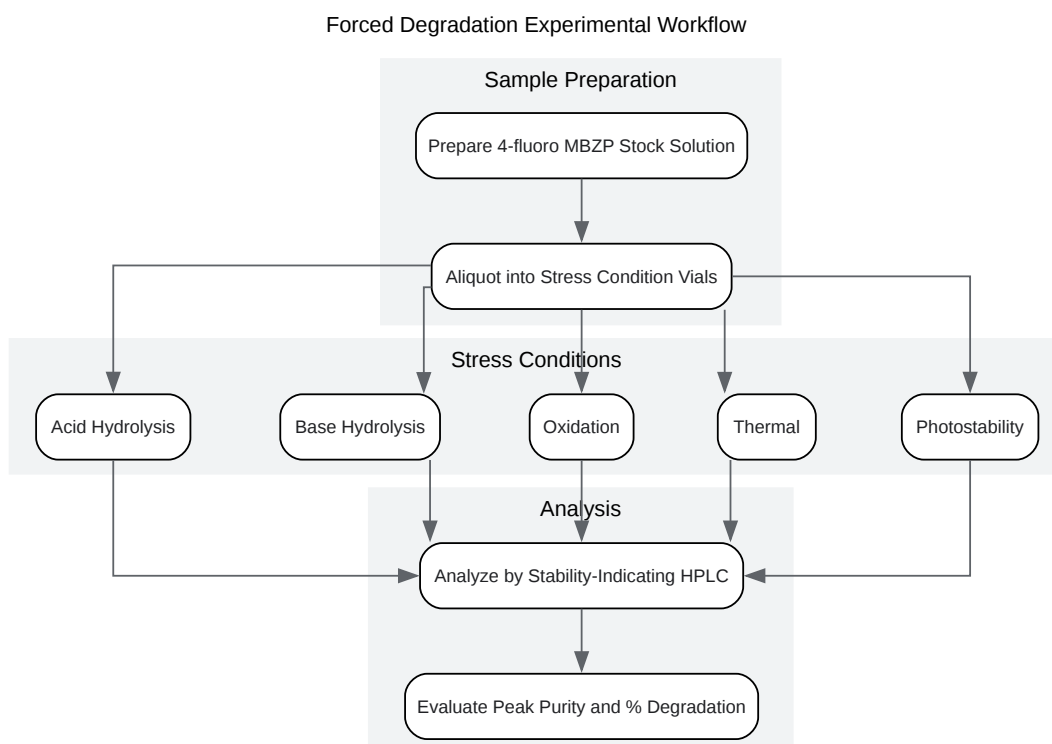 Forced Degradation Experimental Workflow
Sample Preparation
Prepare 4-fluoro MBZP Stock Solution
Aliquot into Stress Condition Vials
Stress Conditions
Acid Hydrolysis
Base Hydrolysis
Oxidation
Thermal
Photostability
Analysis
Analyze by Stability-Indicating HPLC
Evaluate Peak Purity and % Degradation